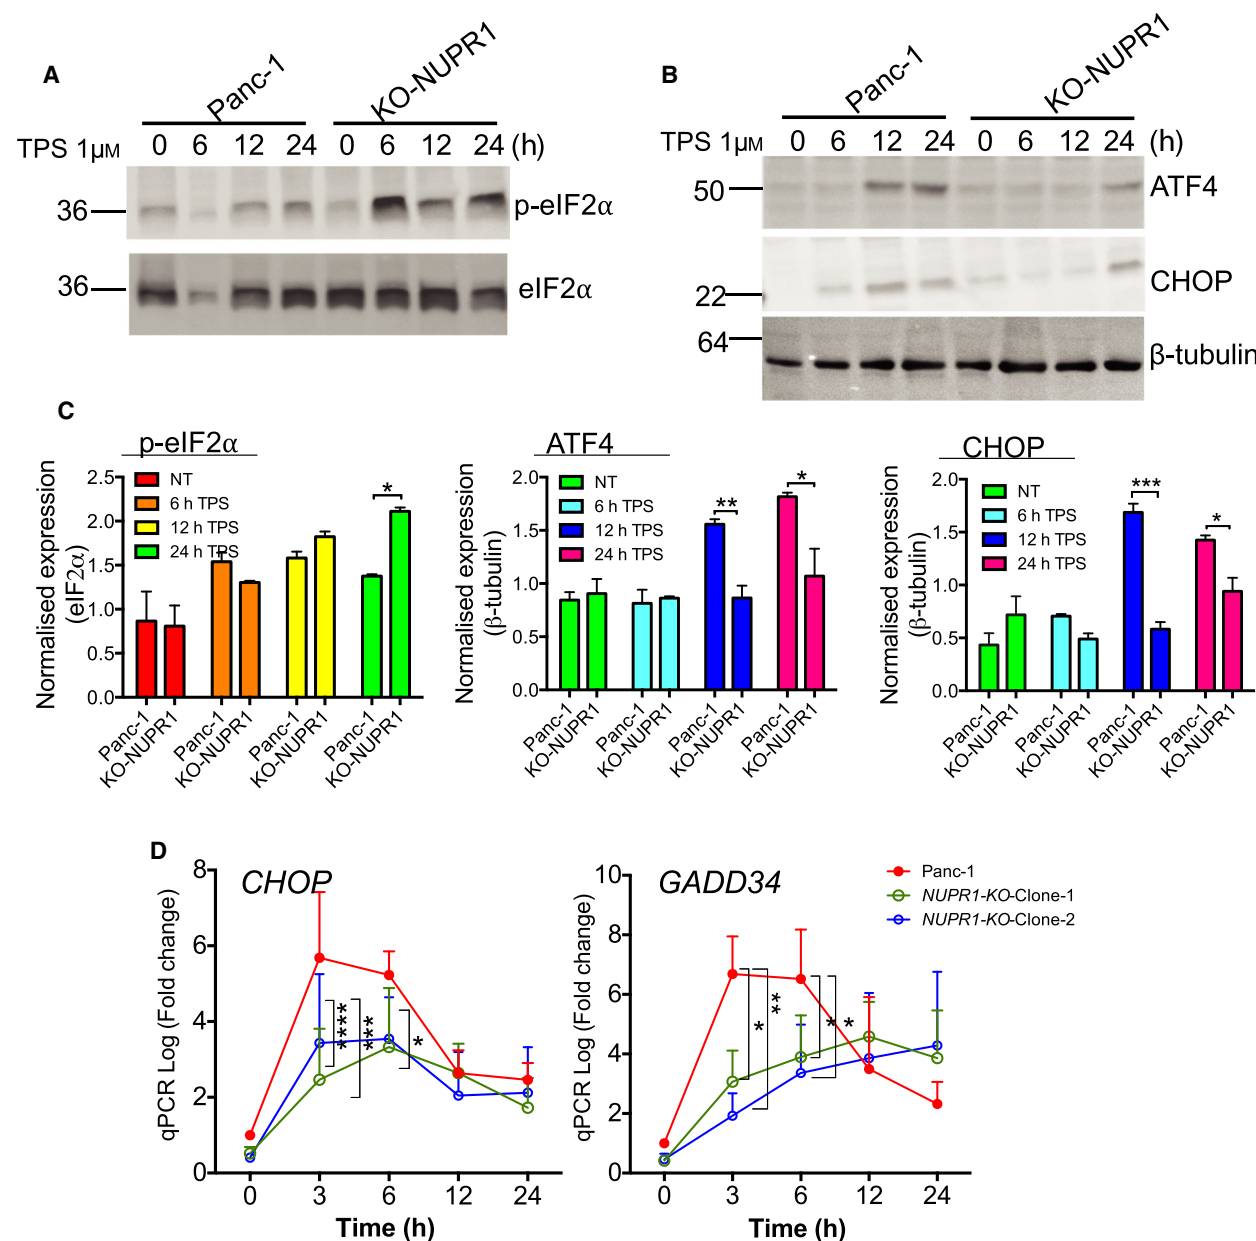 A
Panc-1
KO-NUPR1
TPS 1µM 0 6 12 24 0 6 12 24 (h)
36
p-eIF2α
36
eIF2α
B
Panc-1
KO-NUPR1
TPS 1µM 0 6 12 24 0 6 12 24 (h)
50
ATF4
22
CHOP
64
β-tubulin
C
p-eIF2α
Normalised expression
(eIF2α)
2.5
2.0
1.5
1.0
0.5
0.0
NT
6 h TPS
12 h TPS
24 h TPS
*
Panc-1
KO-NUPR1
Panc-1
KO-NUPR1
Panc-1
KO-NUPR1
Panc-1
KO-NUPR1
ATF4
Normalised expression
(β-tubulin)
2.0
1.5
1.0
0.5
0.0
NT
6 h TPS
12 h TPS
24 h TPS
**
*
Panc-1
KO-NUPR1
Panc-1
KO-NUPR1
Panc-1
KO-NUPR1
Panc-1
KO-NUPR1
CHOP
Normalised expression
(β-tubulin)
2.0
1.5
1.0
0.5
0.0
NT
6 h TPS
12 h TPS
24 h TPS
***
*
Panc-1
KO-NUPR1
Panc-1
KO-NUPR1
Panc-1
KO-NUPR1
Panc-1
KO-NUPR1
D
CHOP
qPCR Log (Fold change)
8
6
4
2
0
****
***
*
0 3 6 12 24
Time (h)
GADD34
qPCR Log (Fold change)
10
8
6
4
2
0
*
**
*
*
0 3 6 12 24
Time (h)
Panc-1
NUPR1-KO-Clone-1
NUPR1-KO-Clone-2